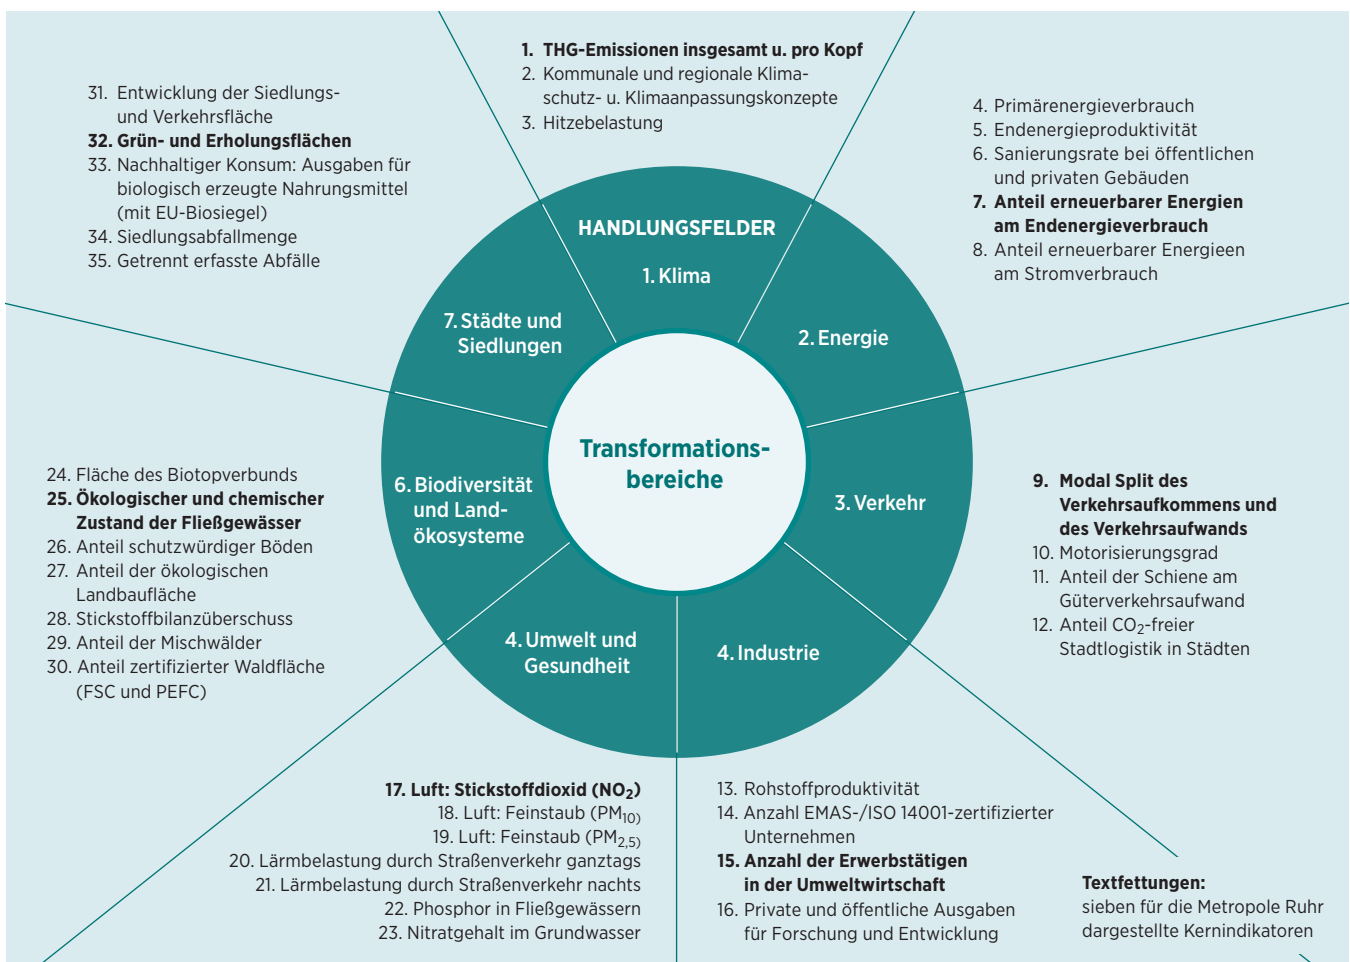 1. THG-Emissionen insgesamt u. pro Kopf
2. Kommunale und regionale Klima-
schutz- u. Klimaanpassungskonzepte
3. Hitzebelastung
4. Primärenergieverbrauch
5. Endenergieproduktivität
6. Sanierungsrate bei öffentlichen
und privaten Gebäuden
7. Anteil erneuerbarer Energien
am Endenergieverbrauch
8. Anteil erneuerbarer Energieen
am Stromverbrauch
9. Modal Split des
Verkehrsaufkommens und
des Verkehrsaufwands
10. Motorisierungsgrad
11. Anteil der Schiene am
Güterverkehrsaufwand
12. Anteil CO₂-freier
Stadtlogistik in Städten
13. Rohstoffproduktivität
14. Anzahl EMAS-/ISO 14001-zertifizierter
Unternehmen
15. Anzahl der Erwerbstätigen
in der Umweltwirtschaft
16. Private und öffentliche Ausgaben
für Forschung und Entwicklung
17. Luft: Stickstoffdioxid (NO₂)
18. Luft: Feinstaub (PM₁₀)
19. Luft: Feinstaub (PM₂,₅)
20. Lärmbelastung durch Straßenverkehr ganztags
21. Lärmbelastung durch Straßenverkehr nachts
22. Phosphor in Fließgewässern
23. Nitratgehalt im Grundwasser
24. Fläche des Biotopverbunds
25. Ökologischer und chemischer
Zustand der Fließgewässer
26. Anteil schutzwürdiger Böden
27. Anteil der ökologischen
Landbaufläche
28. Stickstoffbilanzüberschuss
29. Anteil der Mischwälder
30. Anteil zertifizierter Waldfläche
(FSC und PEFC)
31. Entwicklung der Siedlungs-
und Verkehrsfläche
32. Grün- und Erholungsflächen
33. Nachhaltiger Konsum: Ausgaben für
biologisch erzeugte Nahrungsmittel
(mit EU-Biosiegel)
34. Siedlungsabfallmenge
35. Getrennt erfasste Abfälle
HANDLUNGSFELDER
1. Klima
2. Energie
3. Verkehr
4. Industrie
4. Umwelt und
Gesundheit
6. Biodiversität
und Land-
ökosysteme
7. Städte und
Siedlungen
Transformations-
bereiche
Textfettungen:
sieben für die Metropole Ruhr
dargestellte Kernindikatoren